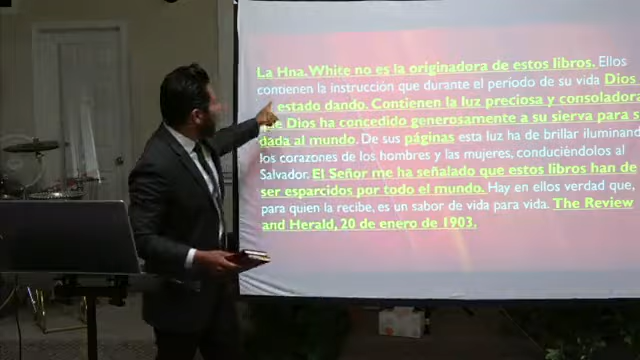 La Hna. White no es la originadora de estos libros. Ellos
contienen la instrucción que durante el período de su vida Dios
estado dando. Contienen la luz preciosa y consoladora
que Dios ha concedido generosamente a su sierva para ser
dada al mundo. De sus páginas esta luz ha de brillar iluminando
los corazones de los hombres y las mujeres, conduciéndolos al
Salvador. El Señor me ha señalado que estos libros han de
ser esparcidos por todo el mundo. Hay en ellos verdad que,
para quien la recibe, es un sabor de vida para vida. The Review
and Herald, 20 de enero de 1903.